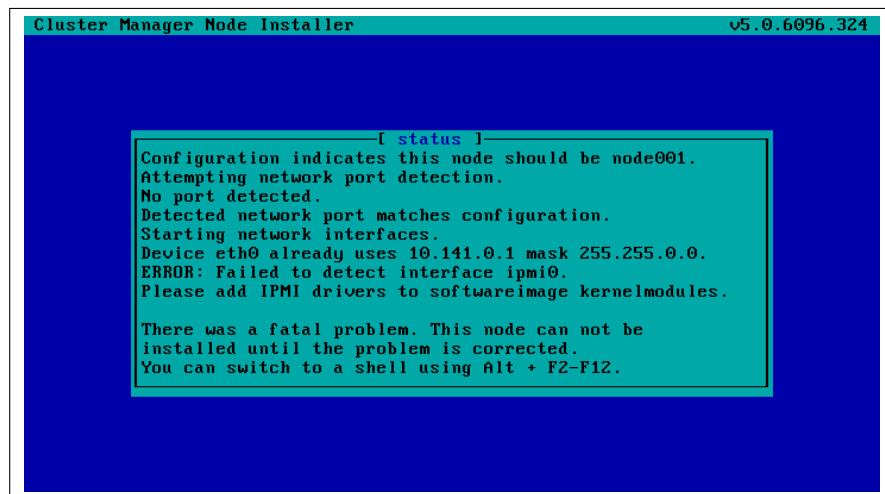 Cluster Manager Node Installer v5.0.6096.324
[ status ]
Configuration indicates this node should be node001.
Attempting network port detection.
No port detected.
Detected network port matches configuration.
Starting network interfaces.
Device eth0 already uses 10.141.0.1 mask 255.255.0.0.
ERROR: Failed to detect interface ipmi0.
Please add IPMI drivers to softwareimage kernelmodules.
There was a fatal problem. This node can not be
installed until the problem is corrected.
You can switch to a shell using Alt + F2-F12.